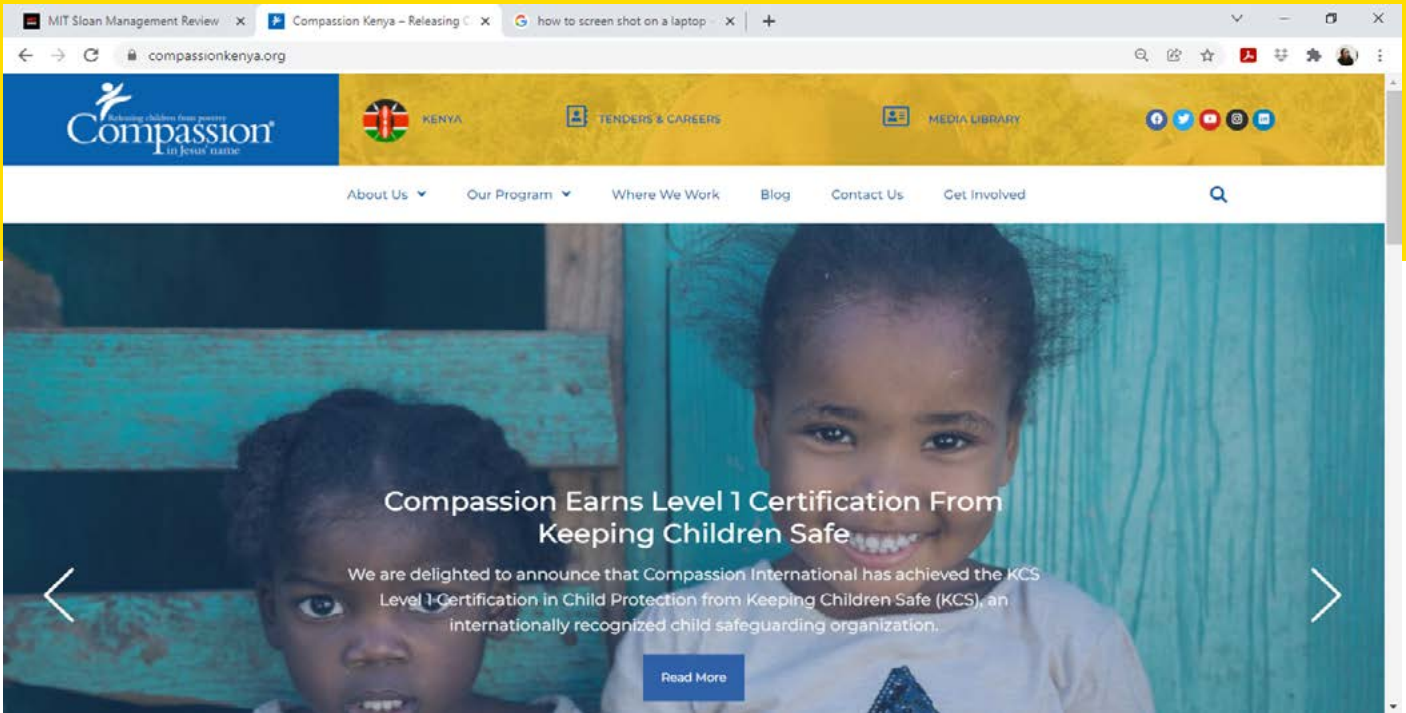 MIT Sloan Management Review
Compassion Kenya – Releasing C
how to screen shot on a laptop -
compassionkenya.org
Releasing children from poverty
Compassion®
in Jesus' name
KENYA
TENDERS & CAREERS
MEDIA LIBRARY
About Us
Our Program
Where We Work
Blog
Contact Us
Get Involved
Compassion Earns Level 1 Certification From
Keeping Children Safe
We are delighted to announce that Compassion International has achieved the KCS
Level 1 Certification in Child Protection from Keeping Children Safe (KCS), an
internationally recognized child safeguarding organization.
Read More